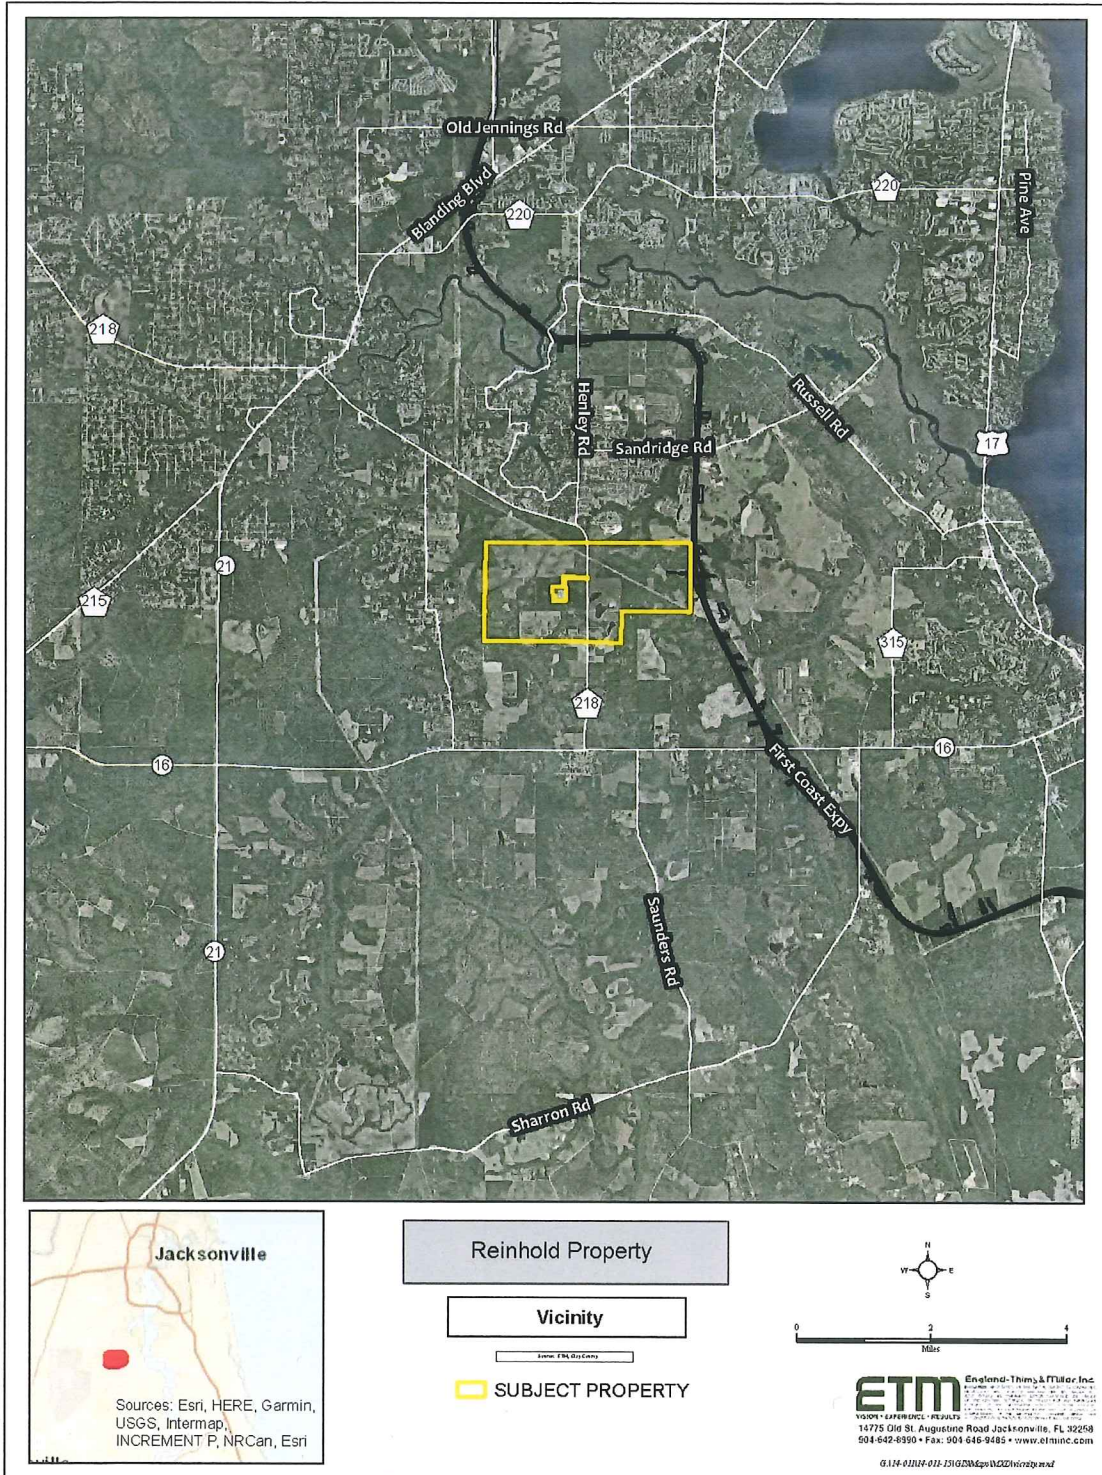 Old Jennings Rd
Blanding Blvd
220
220
Pine Ave
218
Henley Rd
Russell Rd
Sandridge Rd
17
21
215
315
218
16
16
First Coast Expy
Saunders Rd
21
Sharron Rd
Jacksonville
Sources: Esri, HERE, Garmin,
USGS, Intermap,
INCREMENT P, NRCan, Esri
Reinhold Property
Vicinity
SUBJECT PROPERTY
N
W E
S
0 2 4
Miles
ETM
England-Thims & Miller, Inc.
VISION • EXPERIENCE • RESULTS
14775 Old St. Augustine Road Jacksonville, FL 32258
904-642-8990 • Fax: 904-646-9485 • www.etminc.com